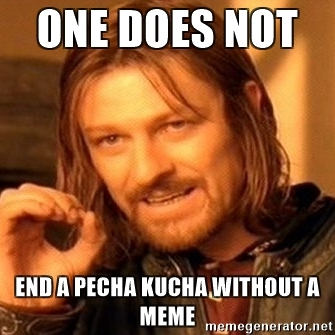 ONE DOES NOT
END A PECHA KUCHA WITHOUT A
MEME
memegenerator.net